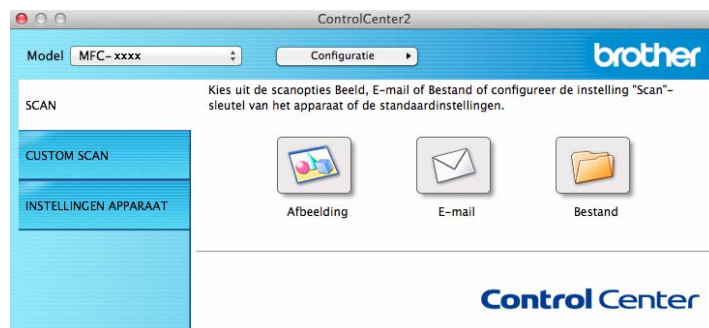 ControlCenter2
Model MFC-xxxx Configuratie
brother
Kies uit de scanopties Beeld, E-mail of Bestand of configureer de instelling "Scan"-
sleutel van het apparaat of de standaardinstellingen.
SCAN
CUSTOM SCAN
INSTELLINGEN APPARAAT
Afbeelding E-mail Bestand
Control Center